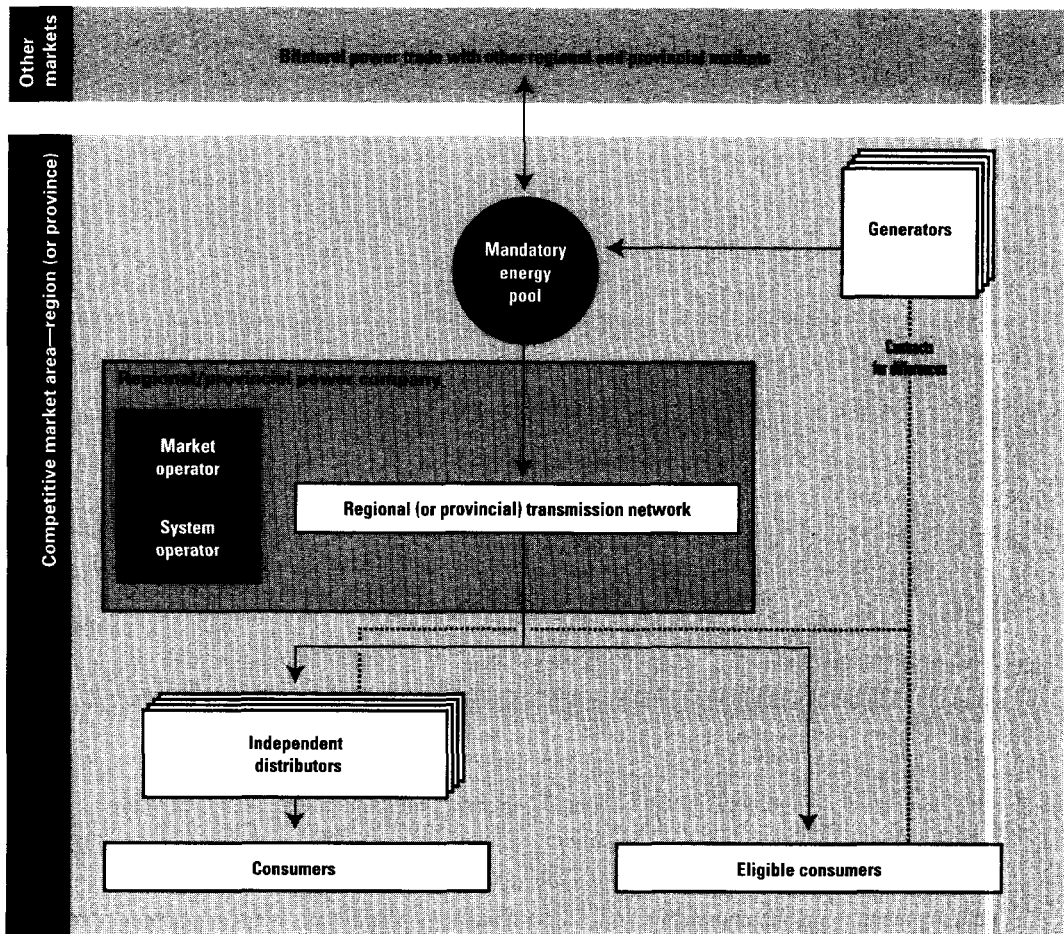 Other
markets
Bilateral power trade with other regional and provincial markets
Competitive market area—region (or province)
Mandatory
energy
pool
Generators
Contracts
for differences
Regional/provincial power company
Market
operator
System
operator
Regional (or provincial) transmission network
Independent
distributors
Consumers
Eligible consumers